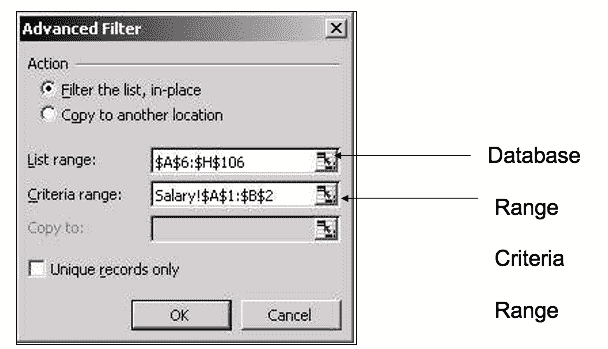 Advanced Filter
Action
Filter the list, in-place
Copy to another location
List range: $A$6:$H$106
Criteria range: Salary!$A$1:$B$2
Copy to:
Unique records only
OK Cancel
Database
Range
Criteria
Range